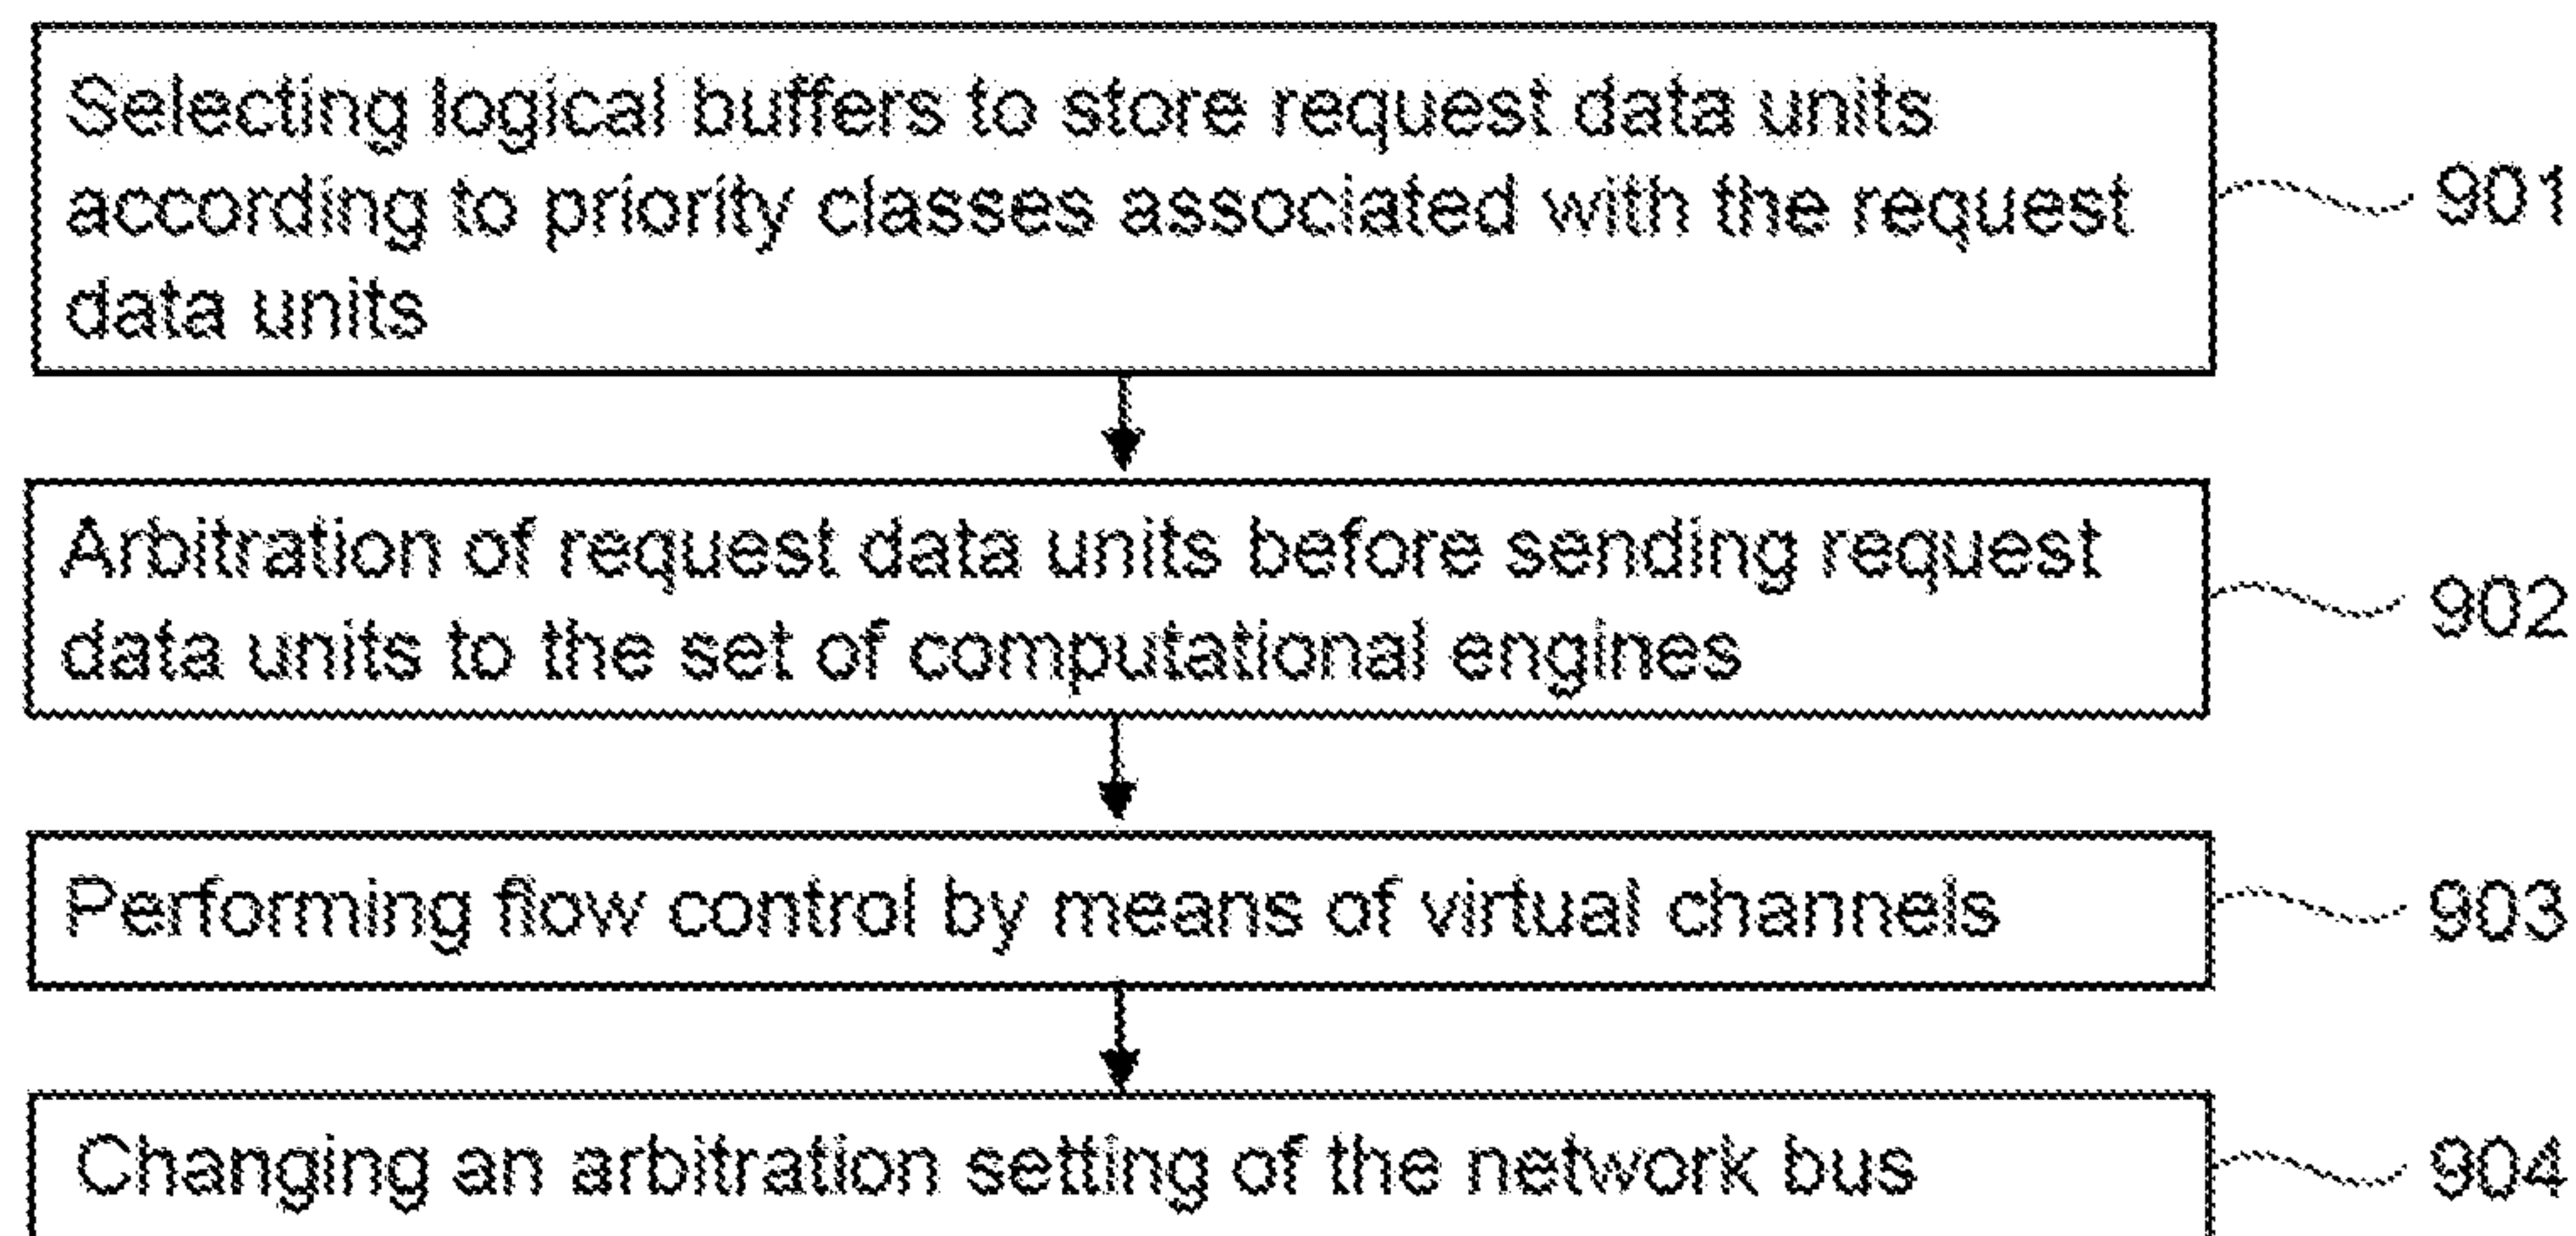 Selecting logical buffers to store request data units
according to priority classes associated with the request
data units
901
Arbitration of request data units before sending request
data units to the set of computational engines
902
Performing flow control by means of virtual channels
903
Changing an arbitration setting of the network bus
904